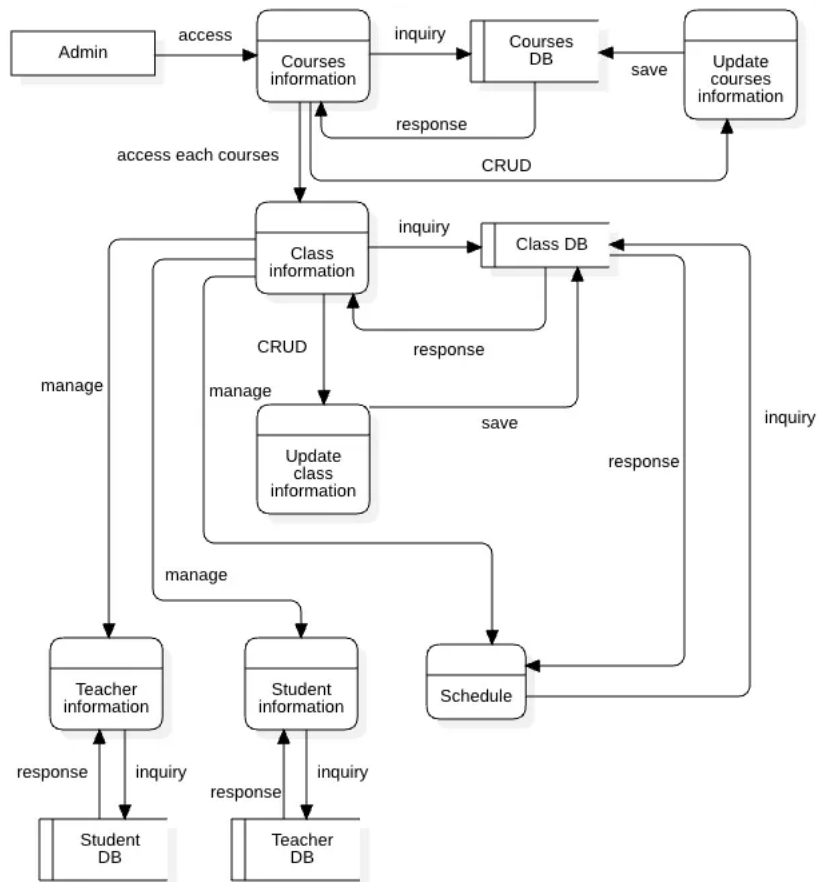 Admin
access
Courses
information
inquiry
Courses
DB
save
Update
courses
information
response
CRUD
access each courses
Class
information
inquiry
Class DB
response
CRUD
manage
manage
save
inquiry
Update
class
information
response
manage
Teacher
information
Student
information
Schedule
response
inquiry
response
inquiry
Student
DB
Teacher
DB